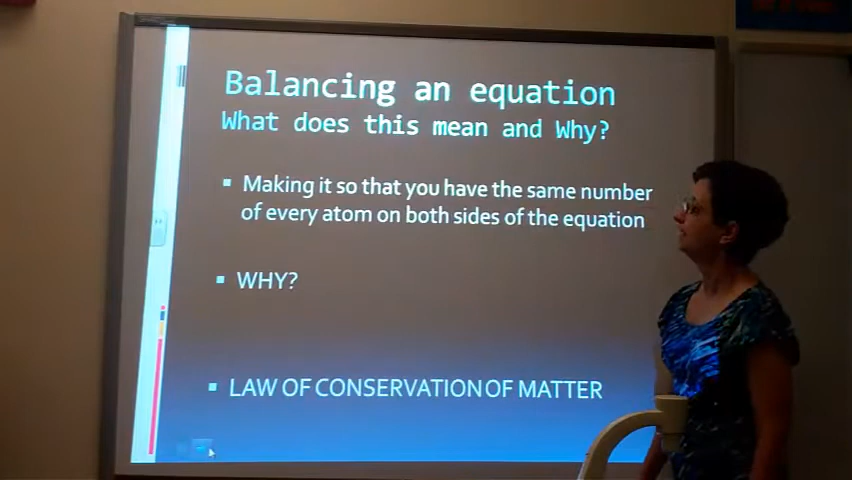 Balancing an equation
What does this mean and Why?
Making it so that you have the same number
of every atom on both sides of the equation
WHY?
LAW OF CONSERVATION OF MATTER